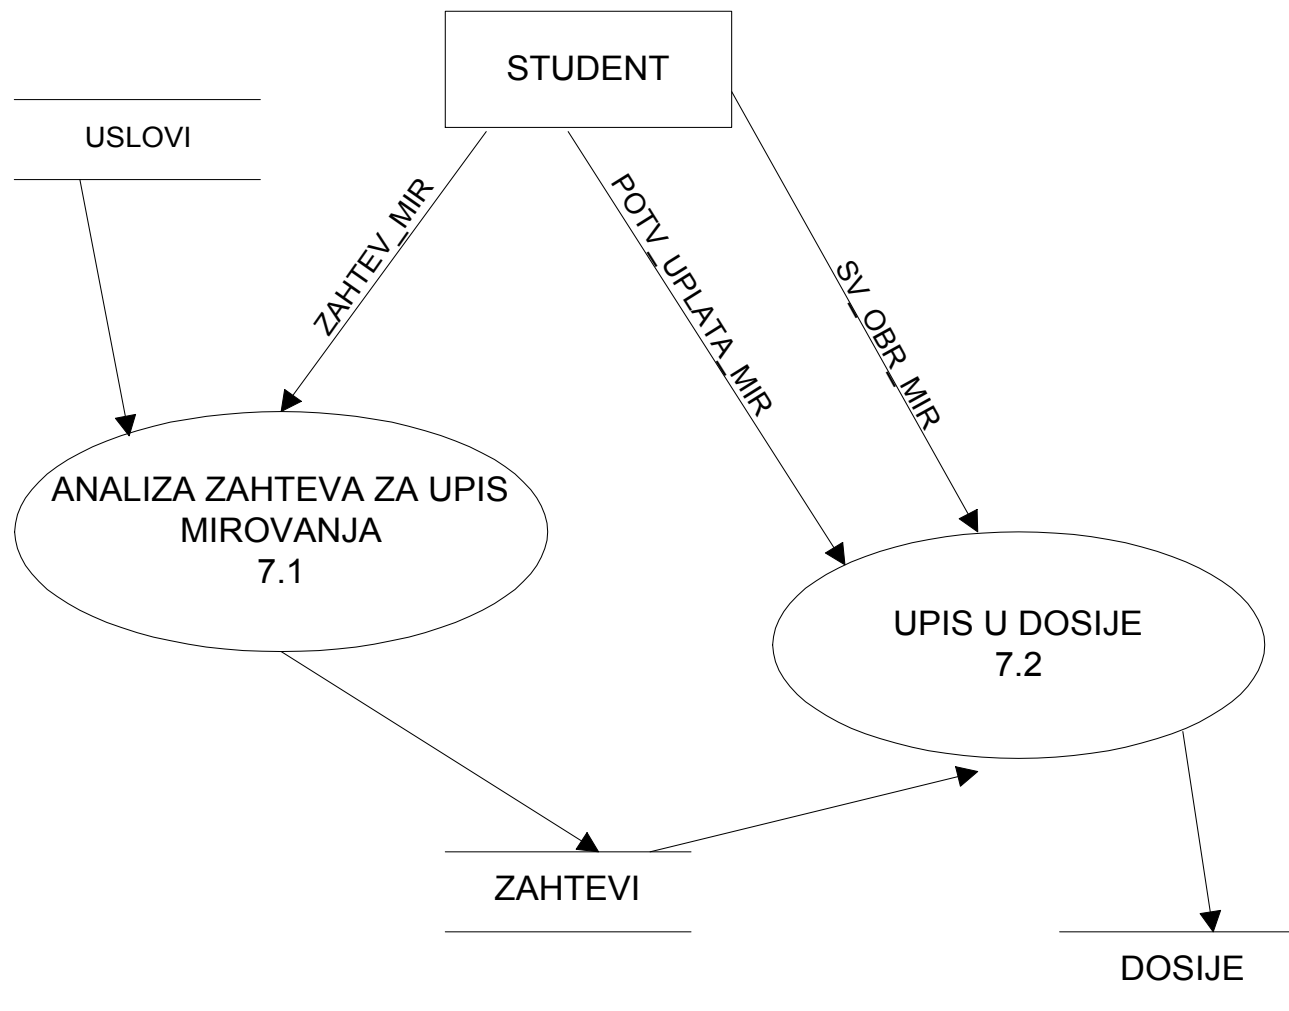 STUDENT
USLOVI
ZAHTEV_MIR
POTV_UPLATA_MIR
SV_OBR_MIR
ANALIZA ZAHTEVA ZA UPIS
MIROVANJA
7.1
UPIS U DOSIJE
7.2
ZAHTEVI
DOSIJE